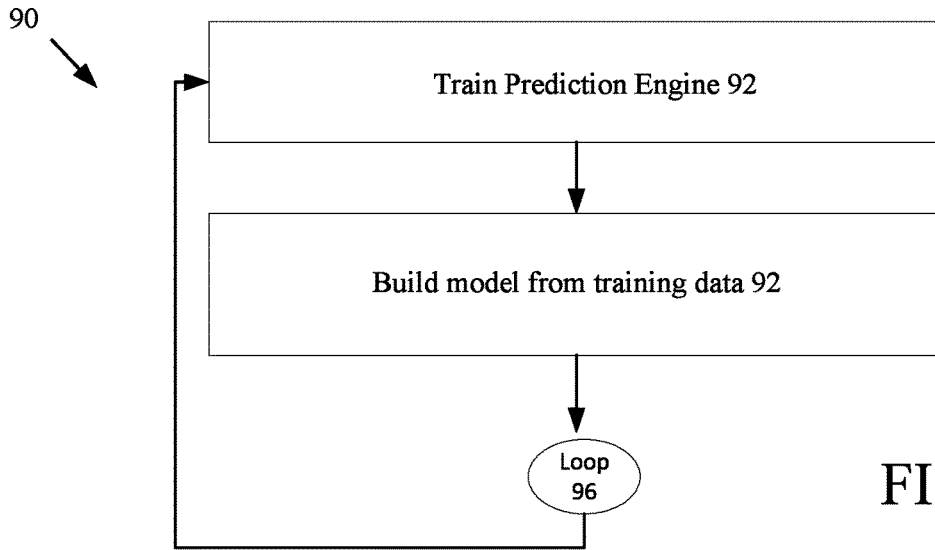 90
Train Prediction Engine 92
Build model from training data 92
Loop
96
FI